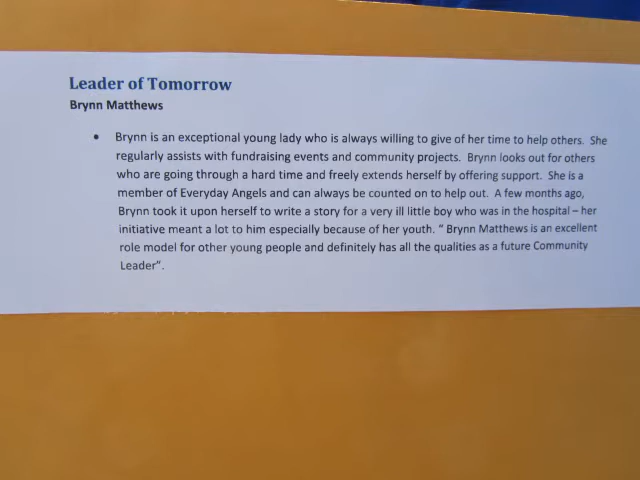 Leader of Tomorrow
Brynn Matthews
• Brynn is an exceptional young lady who is always willing to give of her time to help others. She
regularly assists with fundraising events and community projects. Brynn looks out for others
who are going through a hard time and freely extends herself by offering support. She is a
member of Everyday Angels and can always be counted on to help out. A few months ago,
Brynn took it upon herself to write a story for a very ill little boy who was in the hospital – her
initiative meant a lot to him especially because of her youth. “ Brynn Matthews is an excellent
role model for other young people and definitely has all the qualities as a future Community
Leader”.